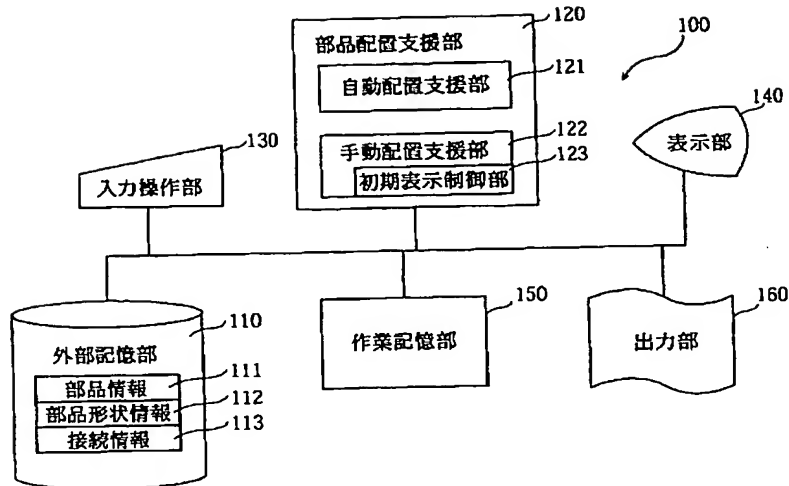 部品配置支援部
120
100
自動配置支援部
121
手動配置支援部
122
初期表示制御部
123
130
入力操作部
140
表示部
110
外部記憶部
部品情報
111
部品形状情報
112
接続情報
113
150
作業記憶部
160
出力部